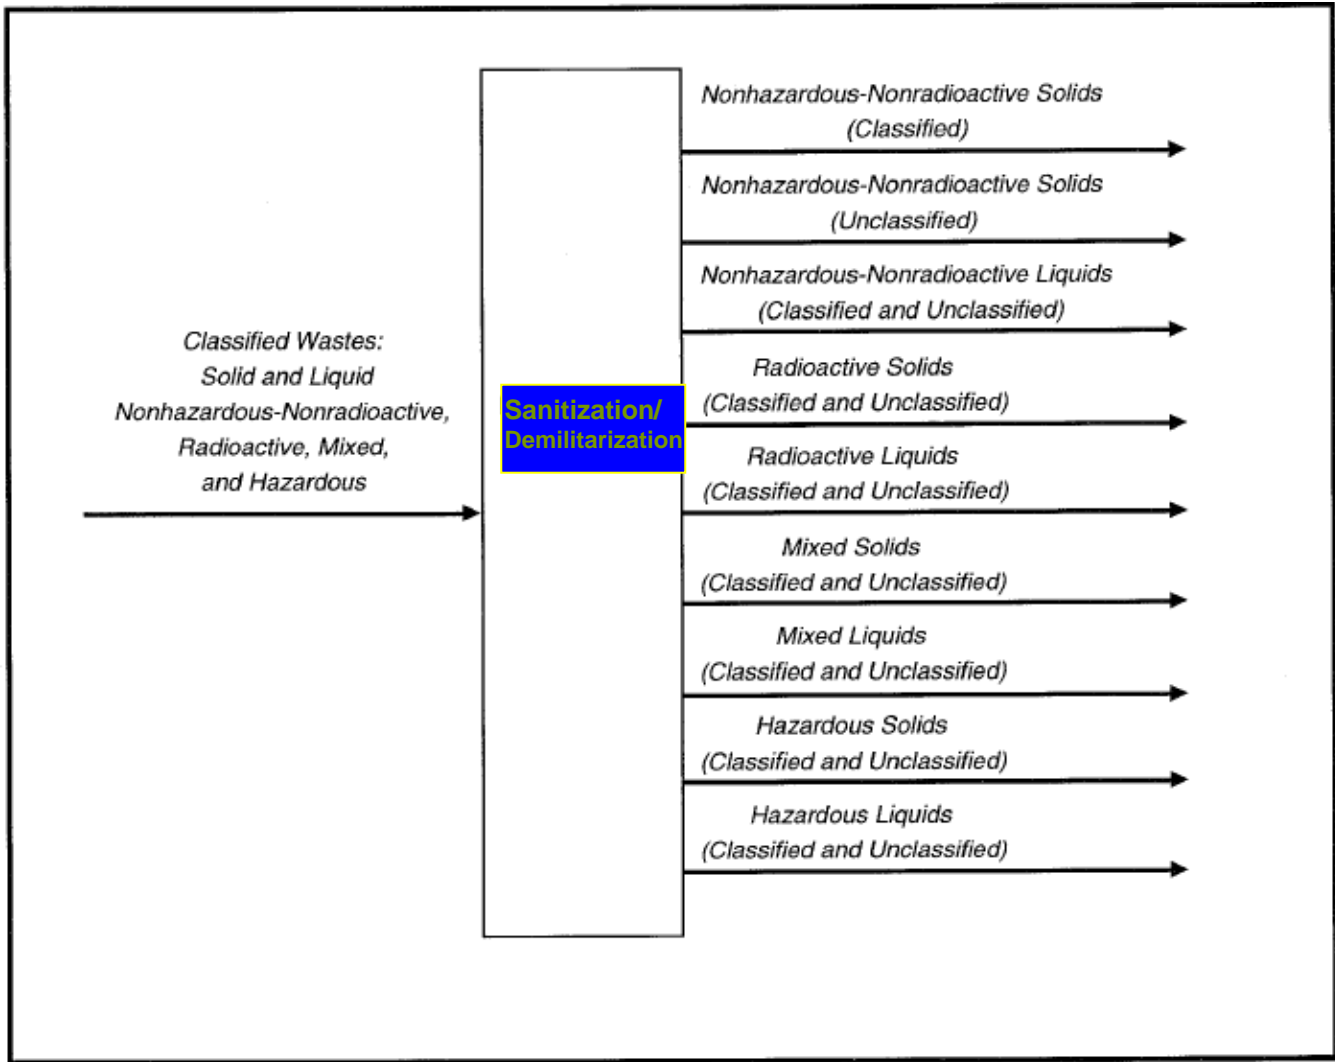 Classified Wastes:
Solid and Liquid
Nonhazardous-Nonradioactive,
Radioactive, Mixed,
and Hazardous
Sanitization/
Demilitarization
Nonhazardous-Nonradioactive Solids
(Classified)
Nonhazardous-Nonradioactive Solids
(Unclassified)
Nonhazardous-Nonradioactive Liquids
(Classified and Unclassified)
Radioactive Solids
(Classified and Unclassified)
Radioactive Liquids
(Classified and Unclassified)
Mixed Solids
(Classified and Unclassified)
Mixed Liquids
(Classified and Unclassified)
Hazardous Solids
(Classified and Unclassified)
Hazardous Liquids
(Classified and Unclassified)